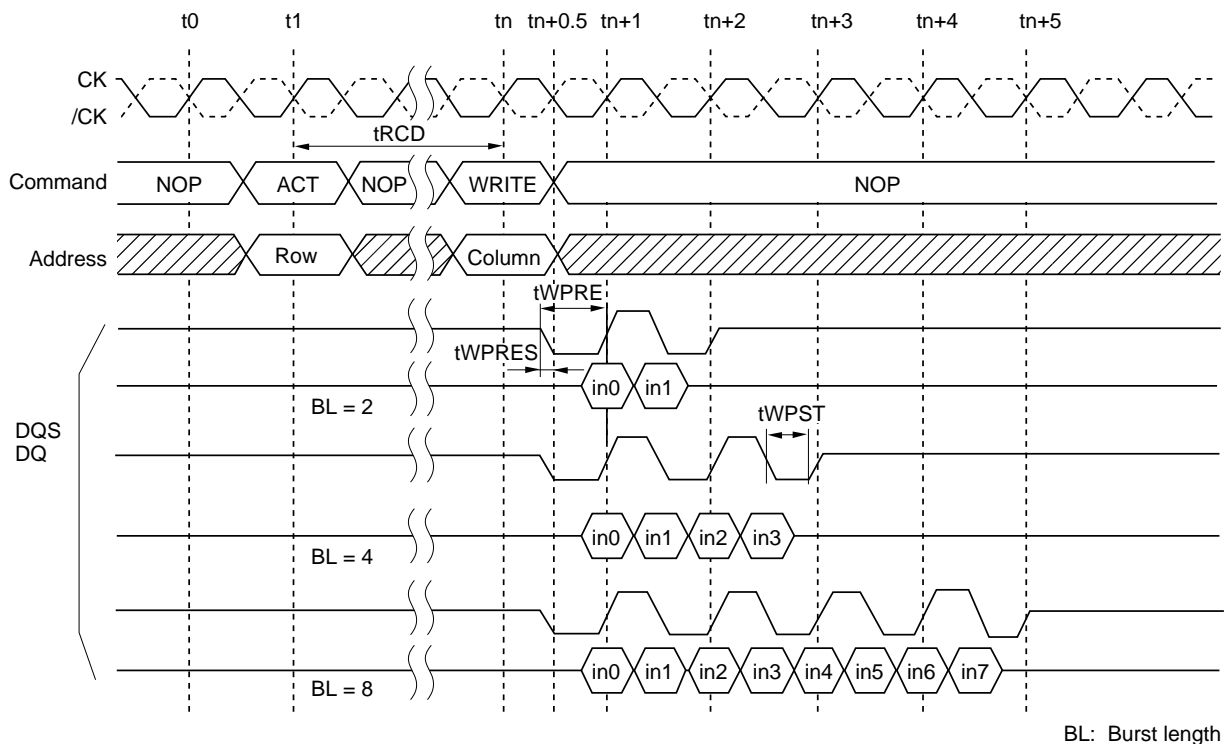 t0 t1 tn tn+0.5 tn+1 tn+2 tn+3 tn+4 tn+5
CK
/CK
tRCD
Command NOP ACT NOP WRITE NOP
Address Row Column
tWPRE
tWPRES
in0 in1
BL = 2
tWPST
DQS
DQ
in0 in1 in2 in3
BL = 4
in0 in1 in2 in3 in4 in5 in6 in7
BL = 8
BL: Burst length